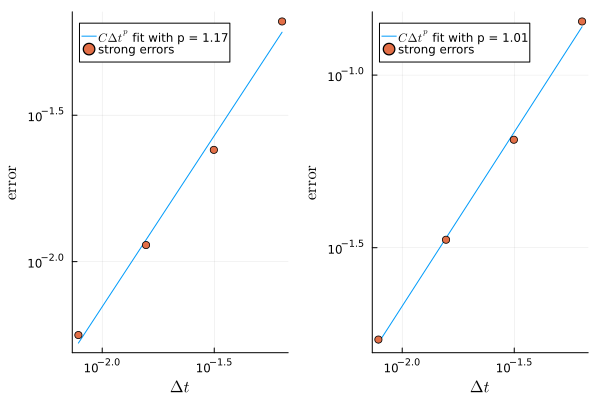 $C\Delta t^p$ fit with p = 1.17
strong errors
error
10^{-1.5}
10^{-2.0}
10^{-2.0}
10^{-1.5}
Δt
$C\Delta t^p$ fit with p = 1.01
strong errors
error
10^{-1.0}
10^{-1.5}
10^{-2.0}
10^{-1.5}
Δt